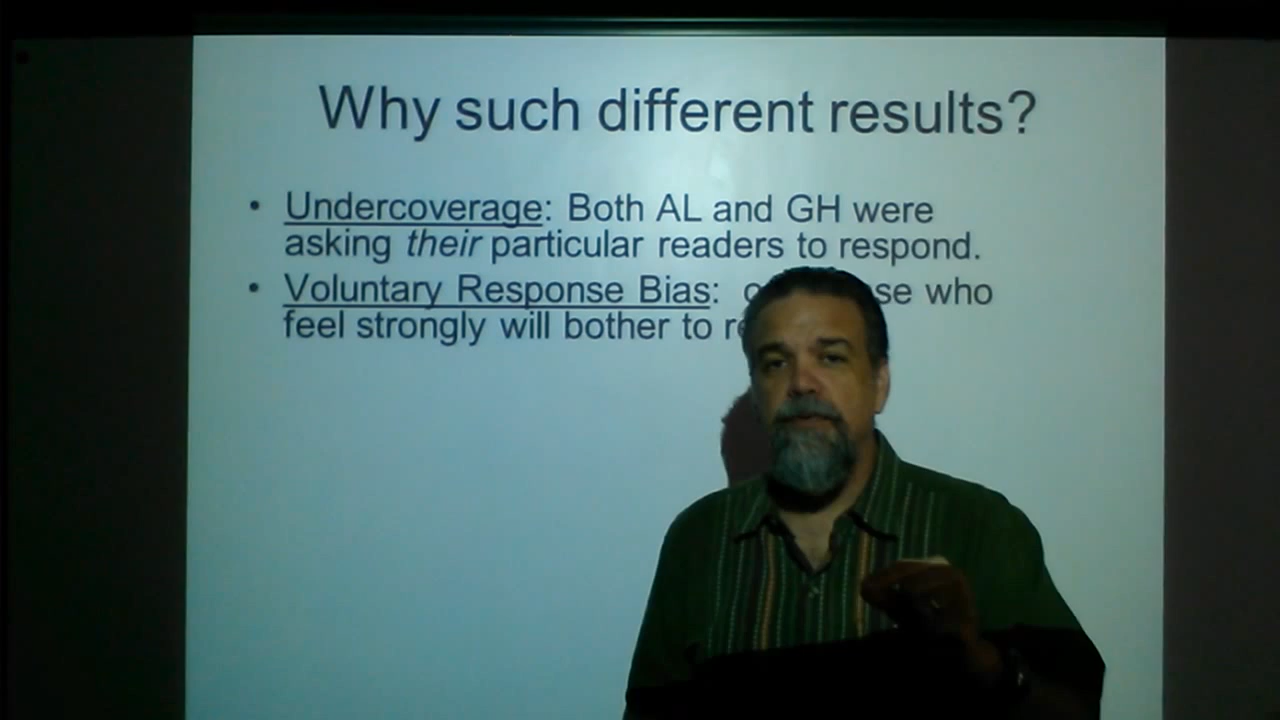 Why such different results?
• Undercoverage: Both AL and GH were
asking their particular readers to respond.
• Voluntary Response Bias: who
feel strongly will bother to